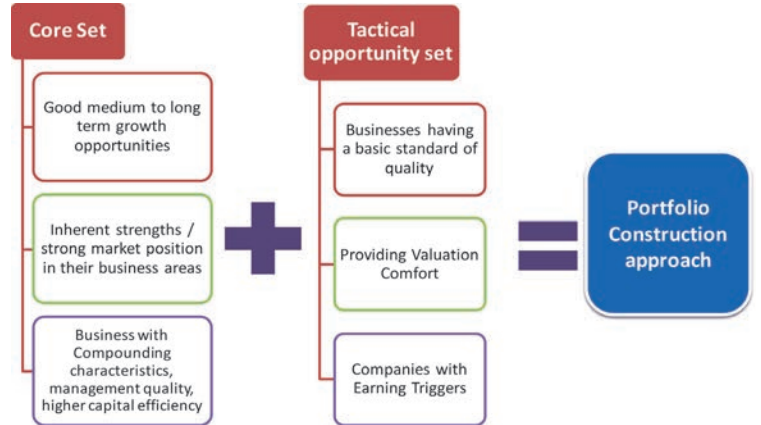 Core Set
Good medium to long
term growth
opportunities
Inherent strengths /
strong market position
in their business areas
Business with
Compounding
characteristics,
management quality,
higher capital efficiency
Tactical
opportunity set
Businesses having
a basic standard of
quality
Providing Valuation
Comfort
Companies with
Earning Triggers
Portfolio
Construction
approach